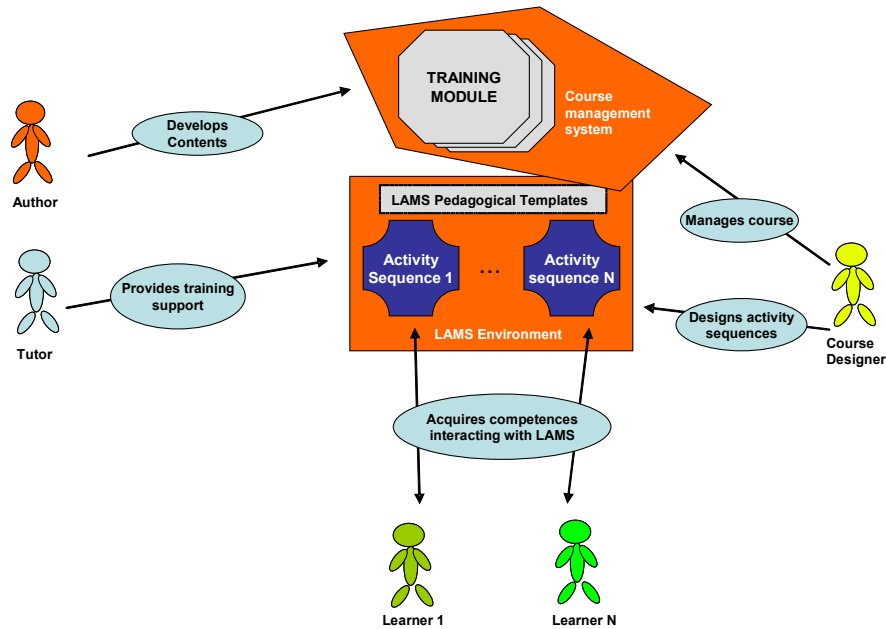 TRAINING
MODULE
Course
management
system
Develops
Contents
Author
LAMS Pedagogical Templates
Manages course
Activity
Sequence 1
...
Activity
sequence N
Provides training
support
LAMS Environment
Designs activity
sequences
Tutor
Course
Designer
Acquires competences
interacting with LAMS
Learner 1
Learner N